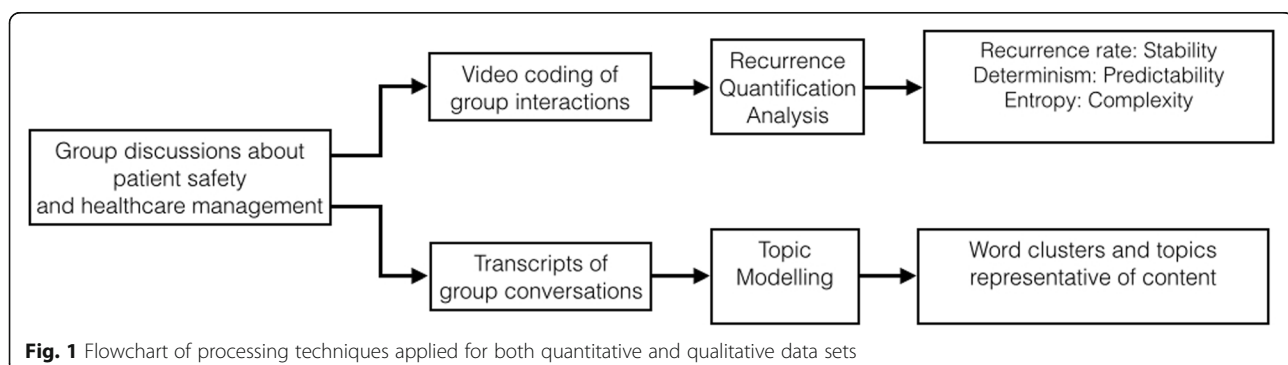 Group discussions about
patient safety
and healthcare management
Video coding of
group interactions
Recurrence
Quantification
Analysis
Recurrence rate: Stability
Determinism: Predictability
Entropy: Complexity
Transcripts of
group conversations
Topic
Modelling
Word clusters and topics
representative of content
Fig. 1 Flowchart of processing techniques applied for both quantitative and qualitative data sets